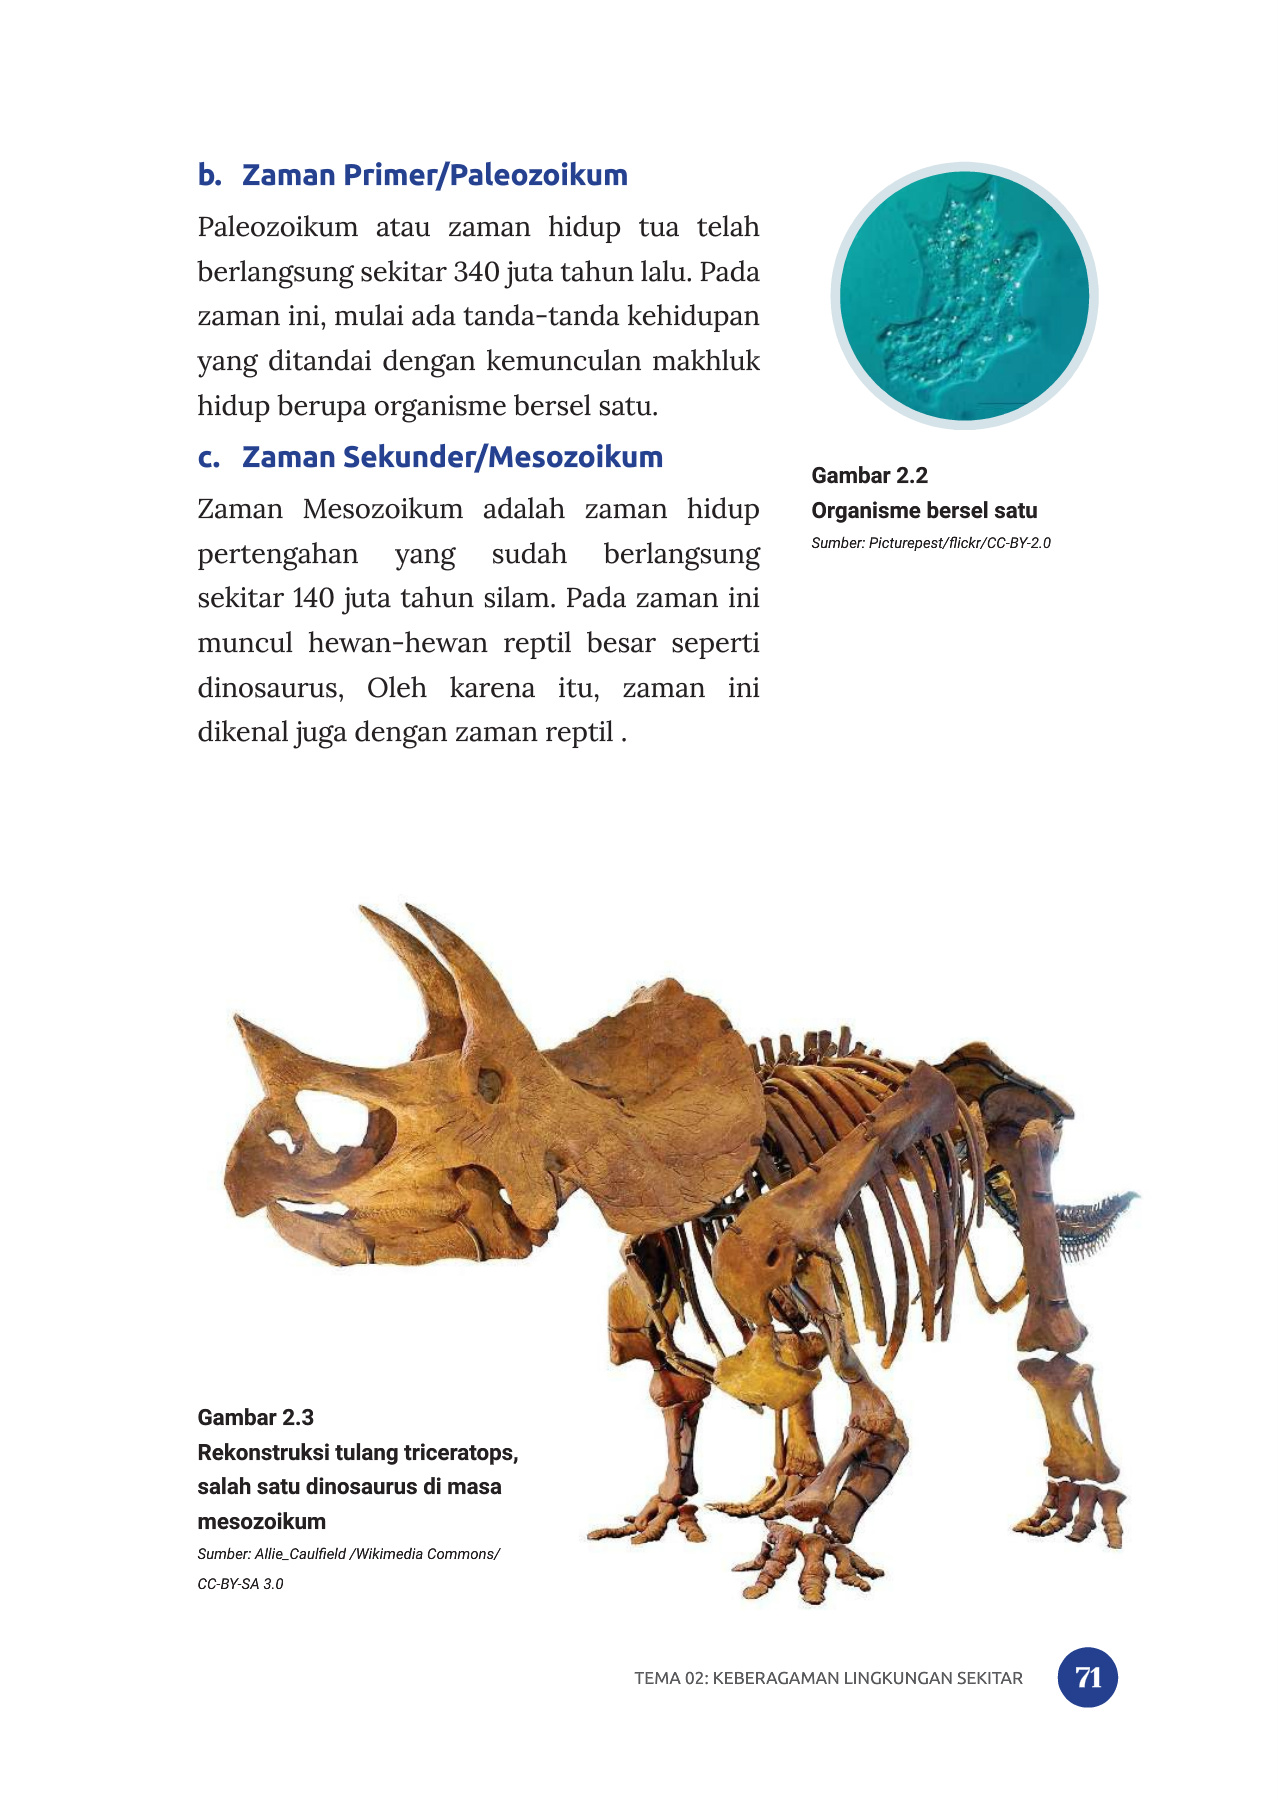 b. Zaman Primer/Paleozoikum
Paleozoikum atau zaman hidup tua telah
berlangsung sekitar 340 juta tahun lalu. Pada
zaman ini, mulai ada tanda-tanda kehidupan
yang ditandai dengan kemunculan makhluk
hidup berupa organisme bersel satu.
c. Zaman Sekunder/Mesozoikum
Zaman Mesozoikum adalah zaman hidup
pertengahan yang sudah berlangsung
sekitar 140 juta tahun silam. Pada zaman ini
muncul hewan-hewan reptil besar seperti
dinosaurus, Oleh karena itu, zaman ini
dikenal juga dengan zaman reptil .
Gambar 2.2
Organisme bersel satu
Sumber: Picturepest/flickr/CC-BY-2.0
Gambar 2.3
Rekonstruksi tulang triceratops,
salah satu dinosaurus di masa
mesozoikum
Sumber: Allie_Caulfield /Wikimedia Commons/
CC-BY-SA 3.0
TEMA 02: KEBERAGAMAN LINGKUNGAN SEKITAR
71